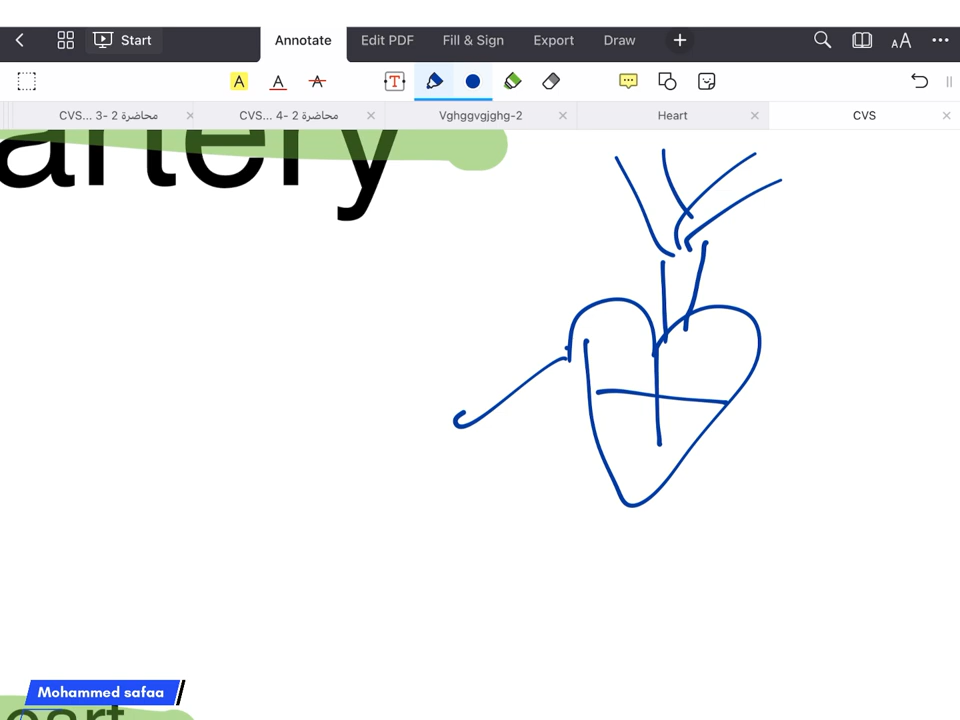 Start
Annotate
Edit PDF
Fill & Sign
Export
Draw
CVS... محاضرة 2 -3
CVS... محاضرة 2 -4
Vghggvgjghg-2
Heart
CVS
artery
Mohammed safaa